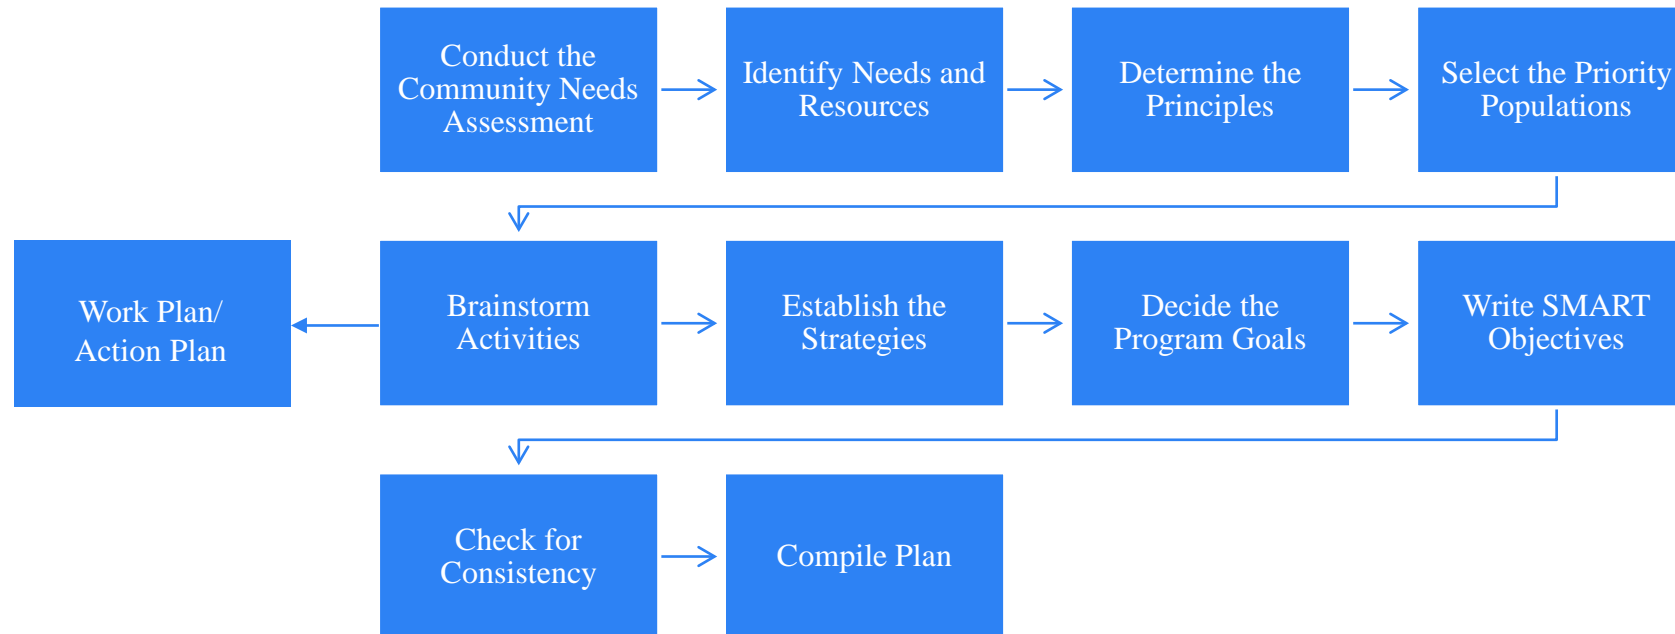 Conduct the
Community Needs
Assessment
Identify Needs and
Resources
Determine the
Principles
Select the Priority
Populations
Work Plan/
Action Plan
Brainstorm
Activities
Establish the
Strategies
Decide the
Program Goals
Write SMART
Objectives
Check for
Consistency
Compile Plan